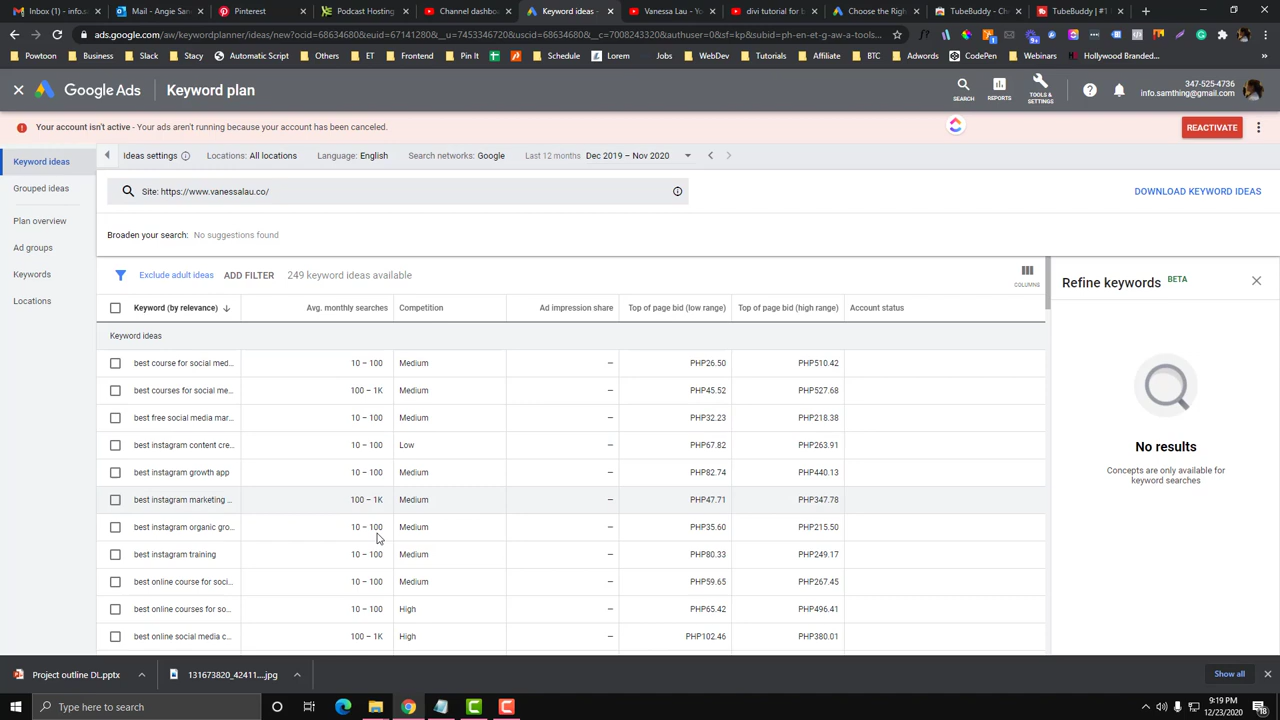 Inbox (1) - info.s
Mail - Angie San
Pinterest
Podcast Hosting
Channel dashbo
Keyword ideas -
Vanessa Lau - Yo
divi tutorial for b
Choose the Righ
TubeBuddy - Ch
TubeBuddy | #1
ads.google.com/aw/keywordplanner/ideas/new?ocid=68634680&euid=67141280&__u=7453346720&uscid=68634680&__c=7008243320&authuser=0&sf=kp&subid=ph-en-et-g-aw-a-tools...
Powtoon
Business
Slack
Stacy
Automatic Script...
Others
Frontend
Pin It
Schedule
Lorem
Jobs
WebDev
Tutorials
Affiliate
BTC
Adwords
CodePen
Webinars
Hollywood Branded...
Google Ads
Keyword plan
SEARCH
REPORTS
TOOLS & SETTINGS
347-525-4736
info.samthing@gmail.com
Your account isn't active - Your ads aren't running because your account has been canceled.
REACTIVATE
Keyword ideas
Grouped ideas
Plan overview
Ad groups
Keywords
Locations
Ideas settings
Locations: All locations
Language: English
Search networks: Google
Last 12 months
Dec 2019 – Nov 2020
Site: https://www.vanessalau.co/
DOWNLOAD KEYWORD IDEAS
Broaden your search: No suggestions found
Exclude adult ideas
ADD FILTER
249 keyword ideas available
COLUMNS
Refine keywords BETA
Keyword (by relevance) Avg. monthly searches Competition Ad impression share Top of page bid (low range) Top of page bid (high range) Account status
Keyword ideas
best course for social med... 10 – 100 Medium – PHP26.50 PHP510.42
best courses for social me... 100 – 1K Medium – PHP45.52 PHP527.68
best free social media mar... 10 – 100 Medium – PHP32.23 PHP218.38
best instagram content cre... 10 – 100 Low – PHP67.82 PHP263.91
best instagram growth app 10 – 100 Medium – PHP82.74 PHP440.13
best instagram marketing ... 100 – 1K Medium – PHP47.71 PHP347.78
best instagram organic gro... 10 – 100 Medium – PHP35.60 PHP215.50
best instagram training 10 – 100 Medium – PHP80.33 PHP249.17
best online course for soci... 10 – 100 Medium – PHP59.65 PHP267.45
best online courses for so... 10 – 100 High – PHP65.42 PHP496.41
best online social media c... 100 – 1K High – PHP102.46 PHP380.01
No results
Concepts are only available for
keyword searches
Project outline DL.pptx
131673820_42411....jpg
Show all
Type here to search
9:19 PM
12/23/2020
18